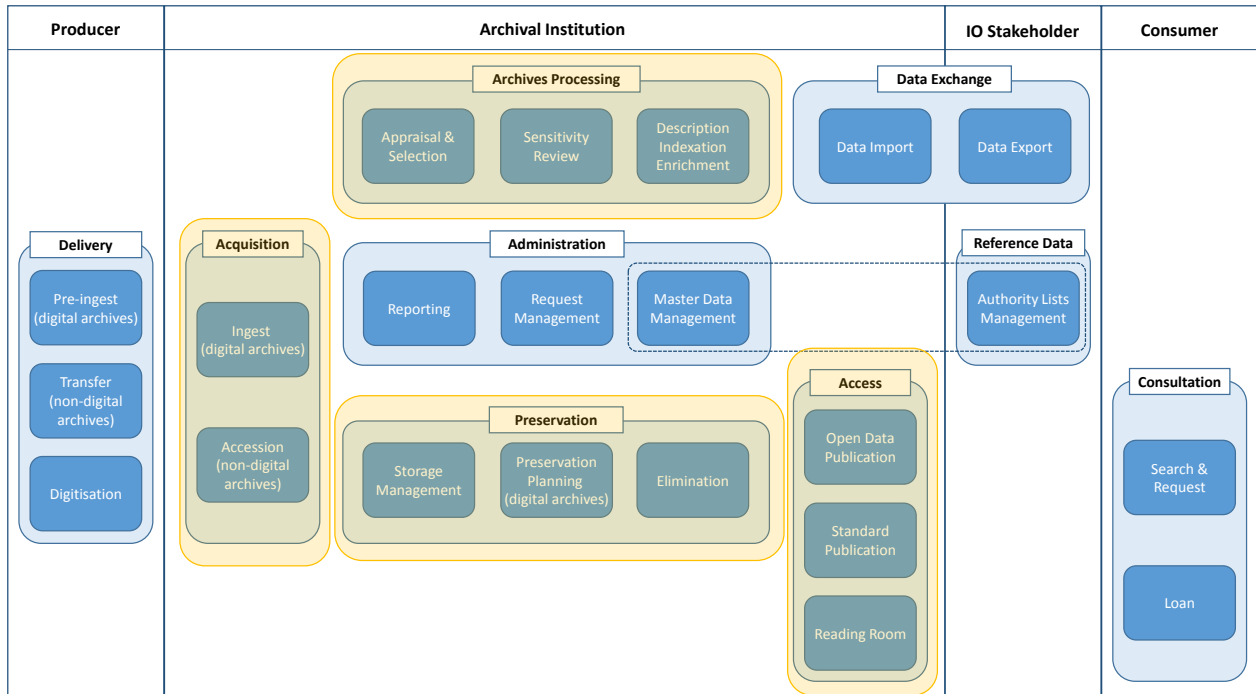 Producer
Archival Institution
IO Stakeholder
Consumer
Archives Processing
Appraisal &
Selection
Sensitivity
Review
Description
Indexation
Enrichment
Data Exchange
Data Import
Data Export
Delivery
Pre-ingest
(digital archives)
Transfer
(non-digital
archives)
Digitisation
Acquisition
Ingest
(digital archives)
Accession
(non-digital
archives)
Administration
Reporting
Request
Management
Master Data
Management
Reference Data
Authority Lists
Management
Preservation
Storage
Management
Preservation
Planning
(digital archives)
Elimination
Access
Open Data
Publication
Standard
Publication
Reading Room
Consultation
Search &
Request
Loan